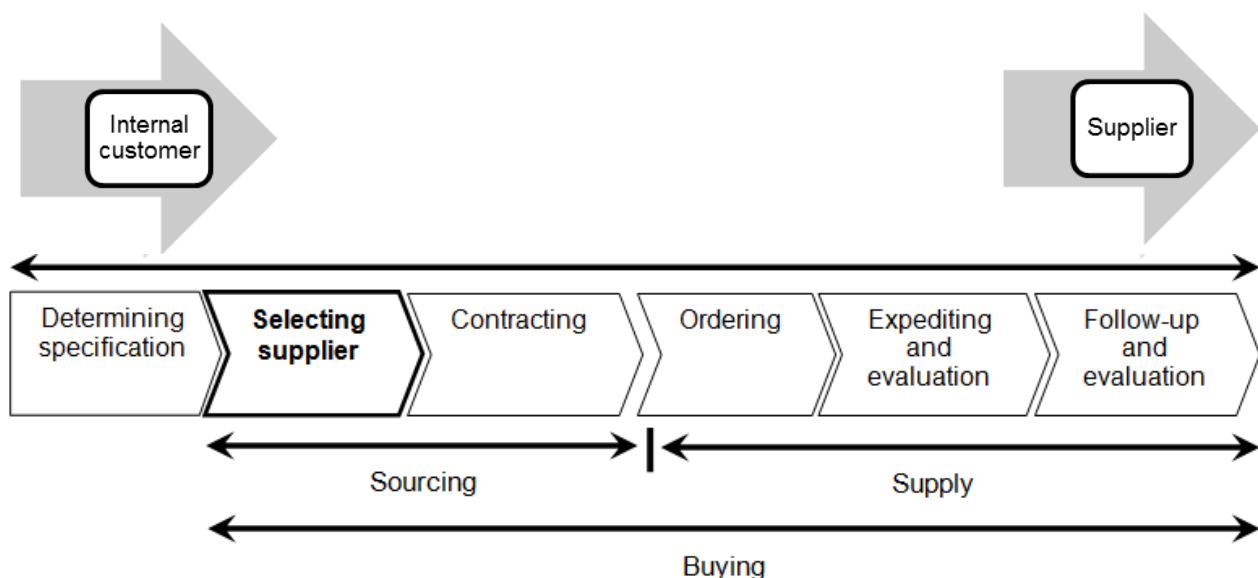 Internal
customer
Supplier
Determining
specification
Selecting
supplier
Contracting
Ordering
Expediting
and
evaluation
Follow-up
and
evaluation
Sourcing
Supply
Buying